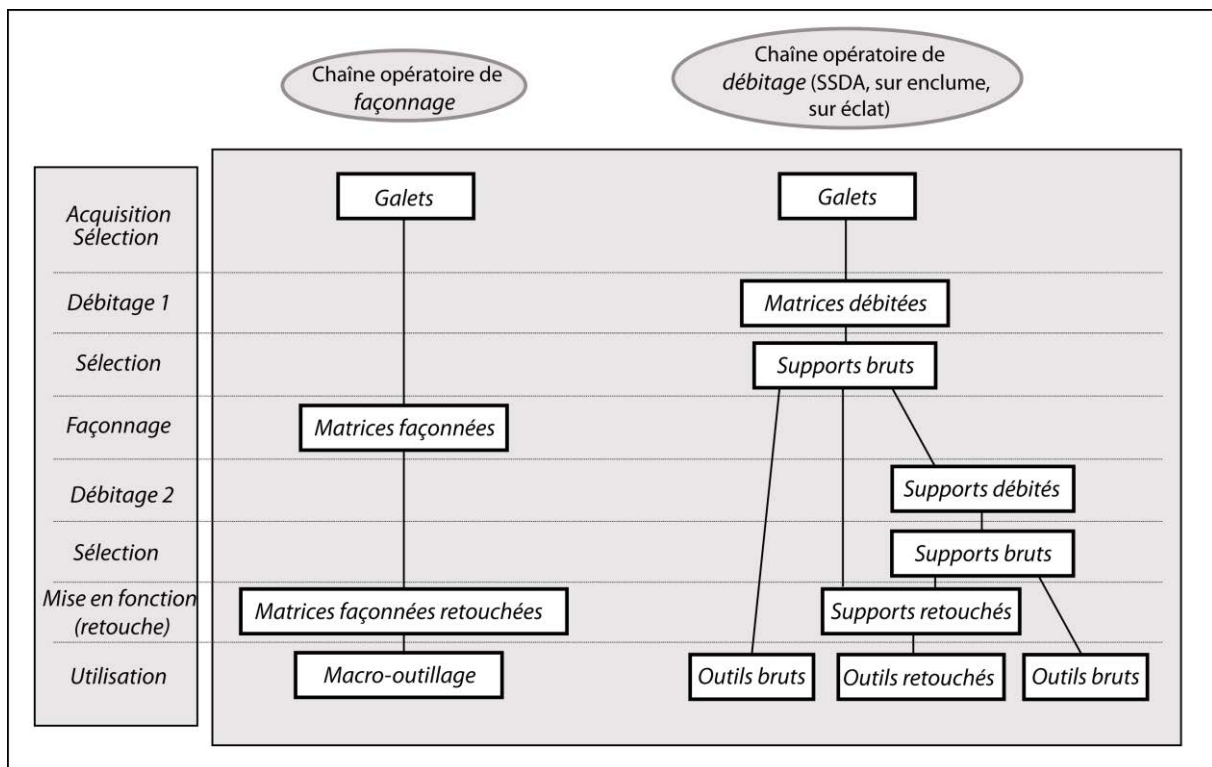 Chaîne opératoire de
façonnage
Chaîne opératoire de
débitage (SSDA, sur enclume,
sur éclat)
Acquisition
Sélection
Galets
Galets
Débitage 1
Matrices débitées
Sélection
Supports bruts
Façonnage
Matrices façonnées
Débitage 2
Supports débités
Sélection
Supports bruts
Mise en fonction
(retouche)
Matrices façonnées retouchées
Supports retouchés
Utilisation
Macro-outillage
Outils bruts
Outils retouchés
Outils bruts